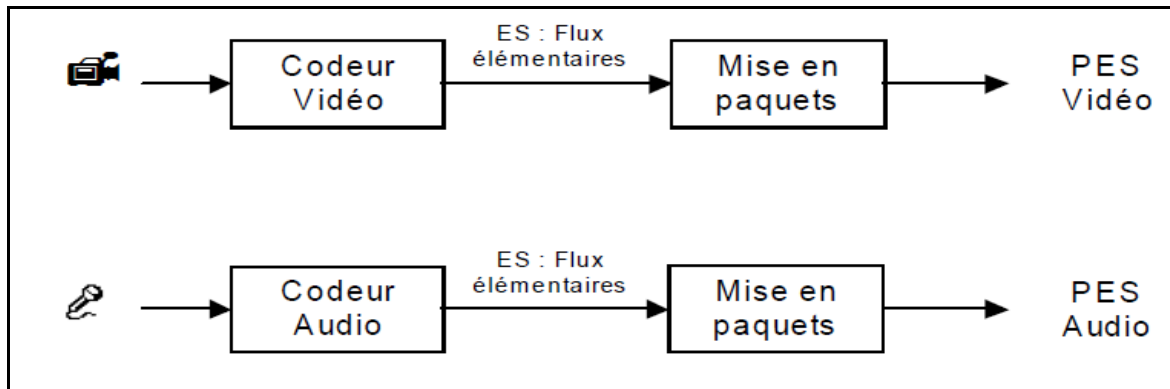 ES : Flux
élémentaires
Codeur
Vidéo
Mise en
paquets
PES
Vidéo
ES : Flux
élémentaires
Codeur
Audio
Mise en
paquets
PES
Audio